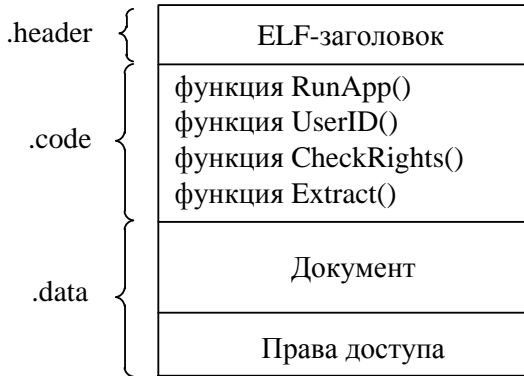 .header
ELF-заголовок
.code
функция RunApp()
функция UserID()
функция CheckRights()
функция Extract()
.data
Документ
Права доступа